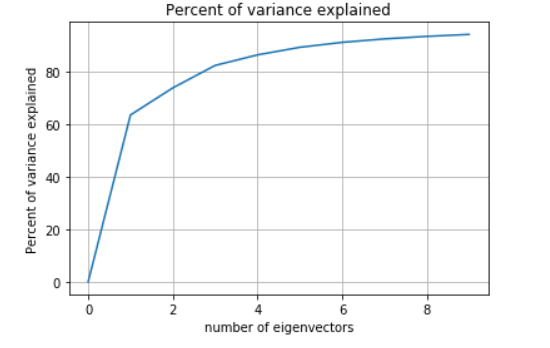 Percent of variance explained
Percent of variance explained
80
60
40
20
0
0 2 4 6 8
number of eigenvectors